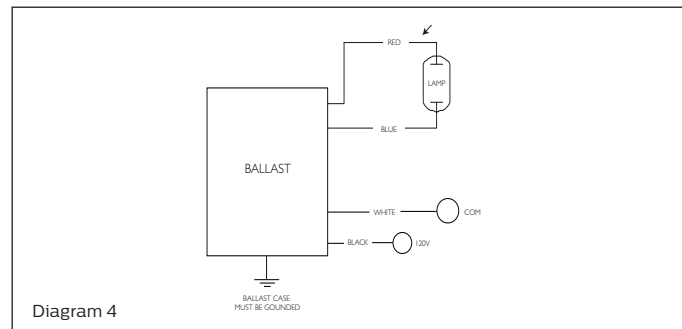 RED
LAMP
BLUE
BALLAST
WHITE
COM
BLACK
120V
BALLAST CASE
MUST BE GOUNDED
Diagram 4